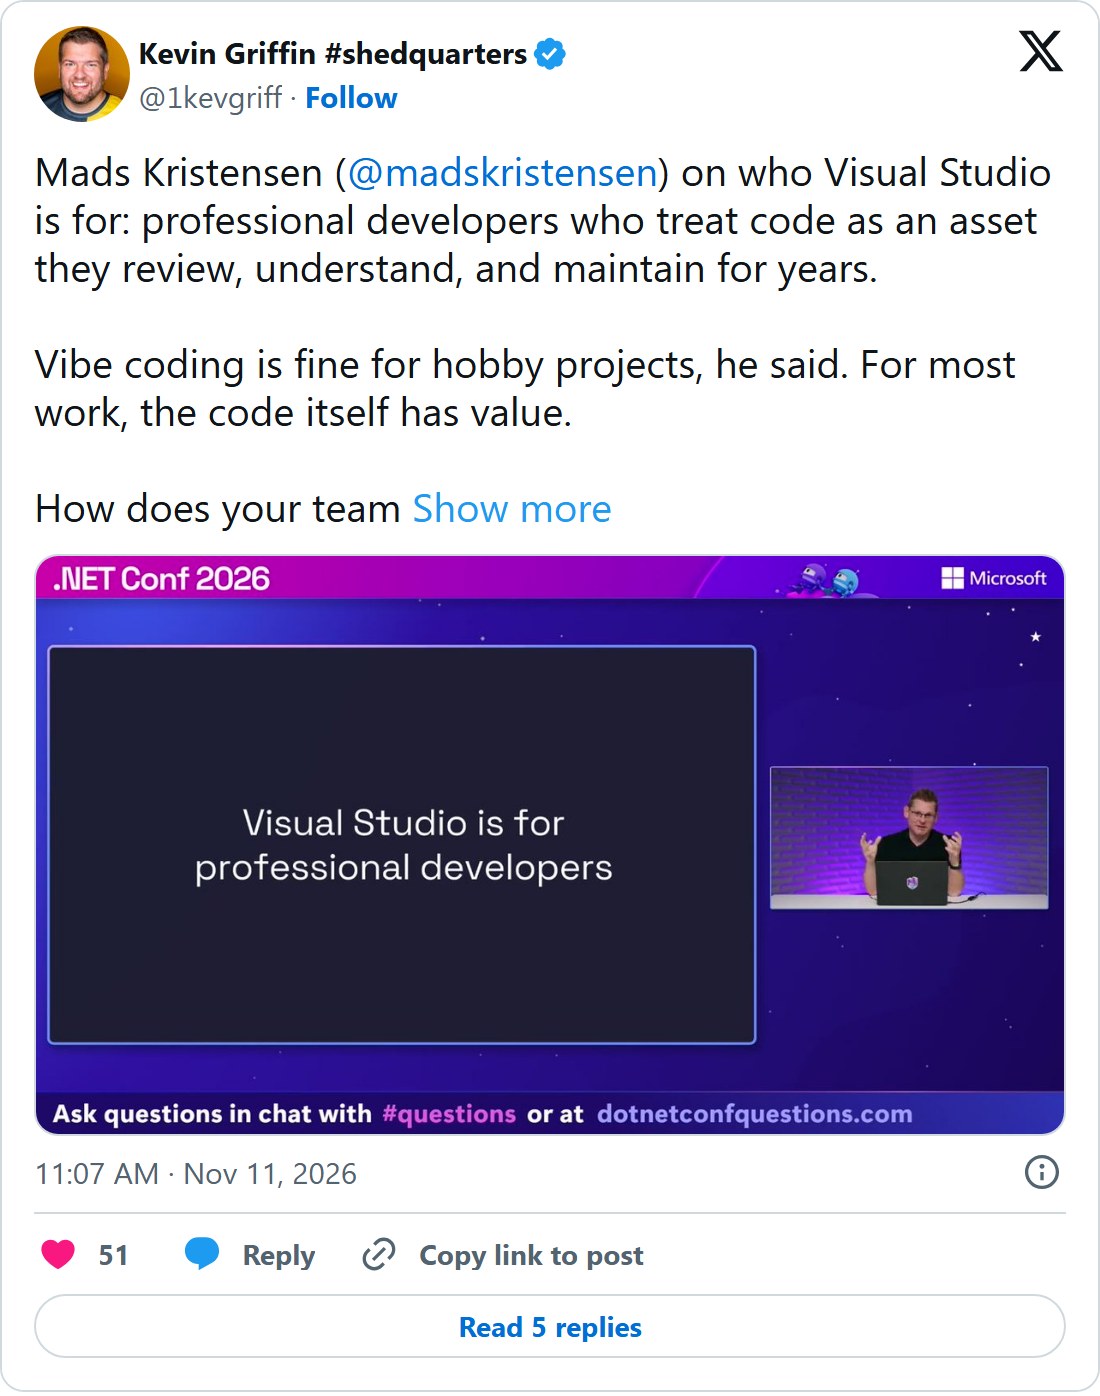 Kevin Griffin #shedquarters
@1kevgriff · Follow
Mads Kristensen (@madskristensen) on who Visual Studio
is for: professional developers who treat code as an asset
they review, understand, and maintain for years.
Vibe coding is fine for hobby projects, he said. For most
work, the code itself has value.
How does your team Show more
.NET Conf 2026
Microsoft
Visual Studio is for
professional developers
Ask questions in chat with #questions or at dotnetconfquestions.com
11:07 AM · Nov 11, 2026
51 Reply Copy link to post
Read 5 replies